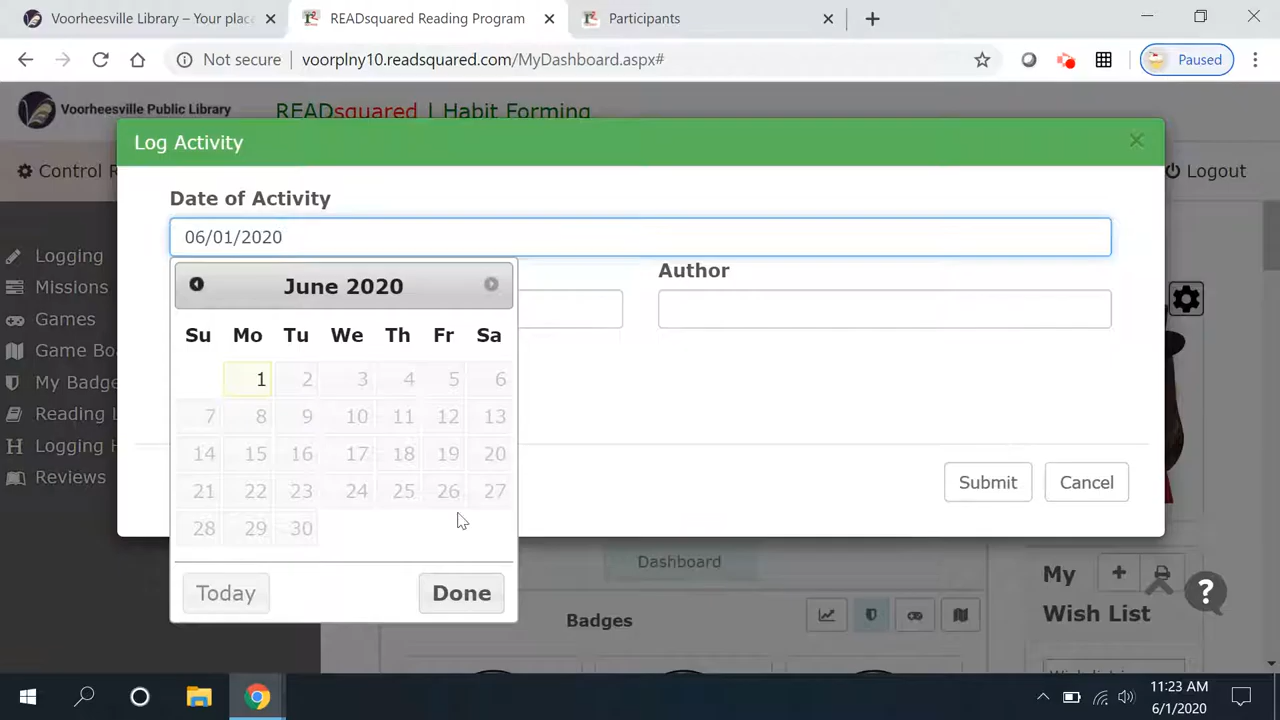 Voorheesville Library – Your place
READsquared Reading Program
Participants
Not secure
voorplny10.readsquared.com/MyDashboard.aspx#
Paused
Voorheesville Public Library
READsquared | Habit Forming
Log Activity
Control R
Logout
Date of Activity
06/01/2020
Author
Logging
Missions
Games
Game Bo
My Badge
Reading L
Logging H
Reviews
June 2020
Su Mo Tu We Th Fr Sa
1 2 3 4 5 6
7 8 9 10 11 12 13
14 15 16 17 18 19 20
21 22 23 24 25 26 27
28 29 30
Today
Done
Submit
Cancel
Dashboard
Badges
My
Wish List
?
11:23 AM
6/1/2020